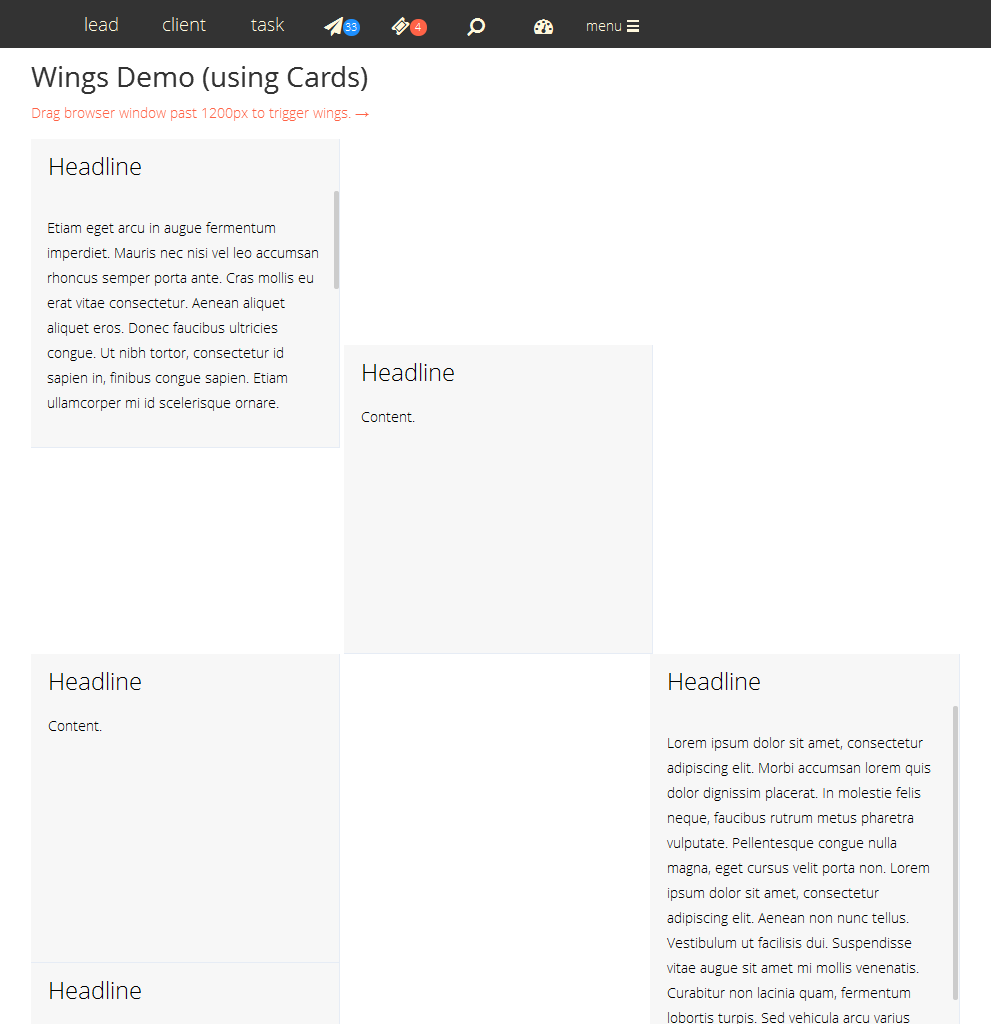 lead client task 33 4 menu
Wings Demo (using Cards)
Drag browser window past 1200px to trigger wings. →
Headline
Etiam eget arcu in augue fermentum
imperdiet. Mauris nec nisi vel leo accumsan
rhoncus semper porta ante. Cras mollis eu
erat vitae consectetur. Aenean aliquet
aliquet eros. Donec faucibus ultricies
congue. Ut nibh tortor, consectetur id
sapien in, finibus congue sapien. Etiam
ullamcorper mi id scelerisque ornare.
Headline
Content.
Headline
Content.
Headline
Lorem ipsum dolor sit amet, consectetur
adipiscing elit. Morbi accumsan lorem quis
dolor dignissim placerat. In molestie felis
neque, faucibus rutrum metus pharetra
vulputate. Pellentesque congue nulla
magna, eget cursus velit porta non. Lorem
ipsum dolor sit amet, consectetur
adipiscing elit. Aenean non nunc tellus.
Vestibulum ut facilisis dui. Suspendisse
vitae augue sit amet mi mollis venenatis.
Curabitur non lacinia quam, fermentum
lobortis turpis. Sed vehicula arcu varius
Headline